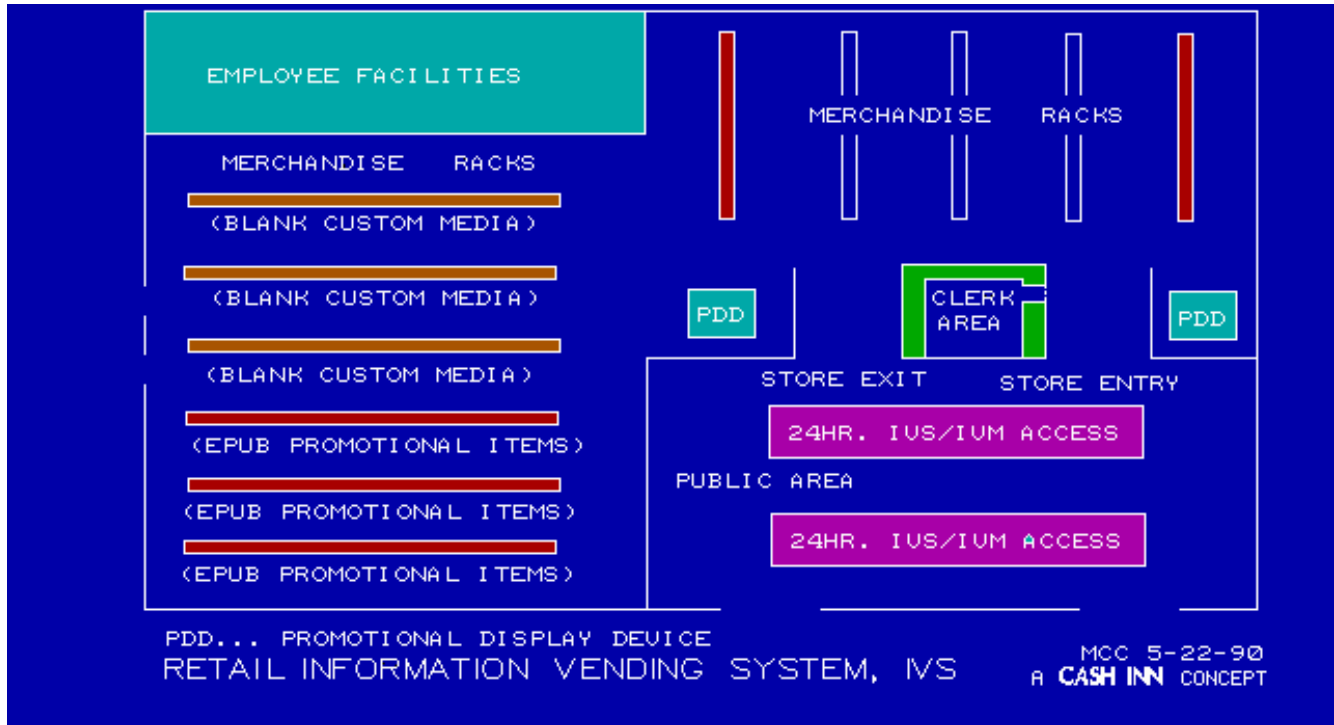 EMPLOYEE FACILITIES
MERCHANDISE RACKS
MERCHANDISE RACKS
(BLANK CUSTOM MEDIA)
(BLANK CUSTOM MEDIA)
(BLANK CUSTOM MEDIA)
(EPUB PROMOTIONAL ITEMS)
(EPUB PROMOTIONAL ITEMS)
(EPUB PROMOTIONAL ITEMS)
PDD
CLERK
AREA
PDD
STORE EXIT
STORE ENTRY
24HR. IVS/IVM ACCESS
PUBLIC AREA
24HR. IVS/IVM ACCESS
PDD... PROMOTIONAL DISPLAY DEVICE
RETAIL INFORMATION VENDING SYSTEM, IVS
MCC 5-22-90
A CASH INN CONCEPT